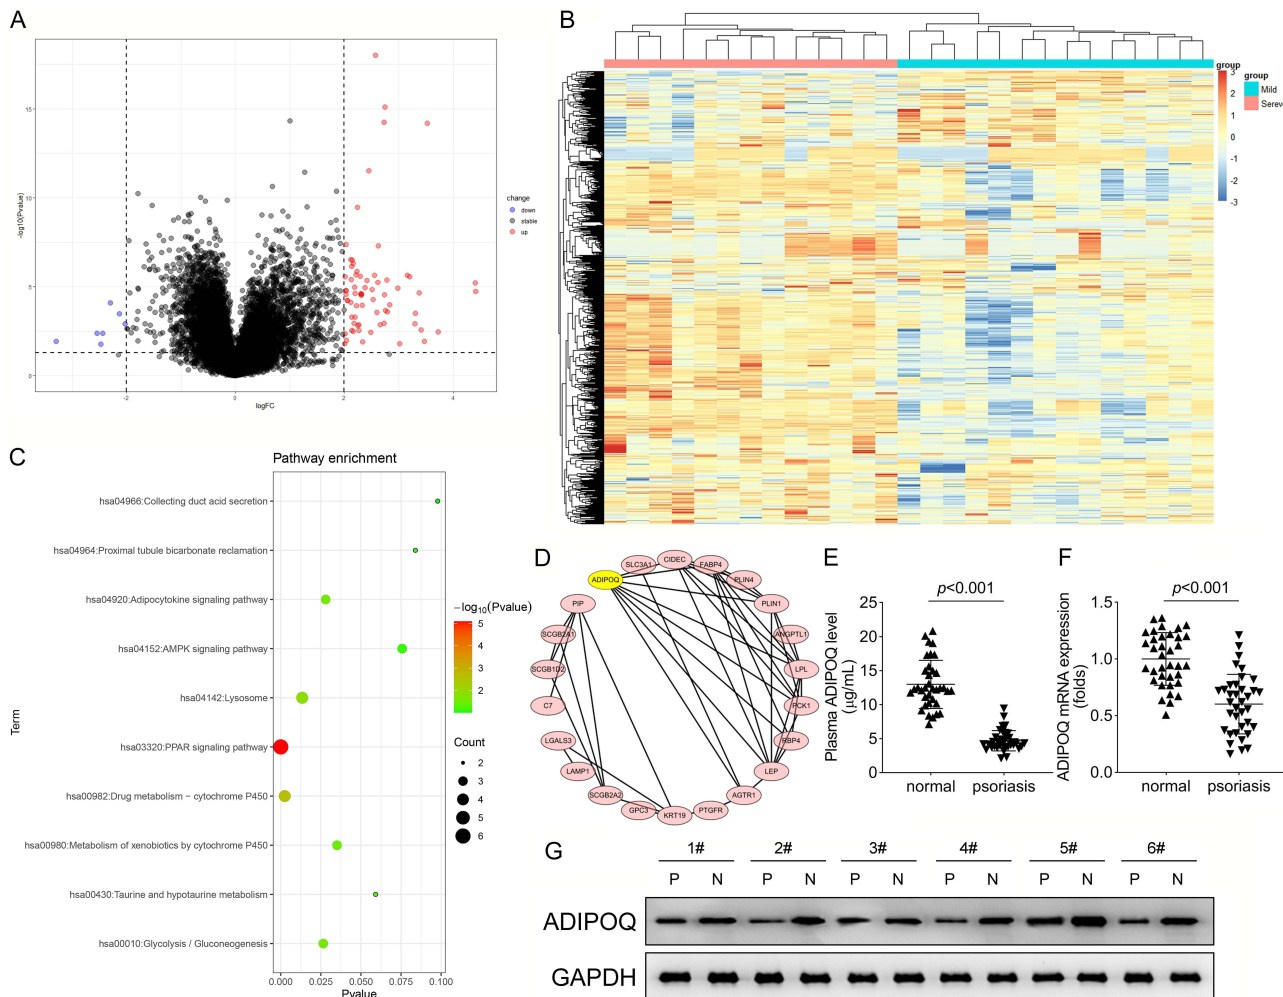 A
15
10
5
0
-log10(Pvalue)
-2
0
2
4
logFC
change
down
stable
up
B
group
3
2
1
0
-1
-2
-3
group
Mild
Serev
C
Pathway enrichment
hsa04966:Collecting duct acid secretion
hsa04964:Proximal tubule bicarbonate reclamation
hsa04920:Adipocytokine signaling pathway
hsa04152:AMPK signaling pathway
hsa04142:Lysosome
hsa03320:PPAR signaling pathway
hsa00982:Drug metabolism − cytochrome P450
hsa00980:Metabolism of xenobiotics by cytochrome P450
hsa00430:Taurine and hypotaurine metabolism
hsa00010:Glycolysis / Gluconeogenesis
Term
0.000
0.025
0.050
0.075
0.100
Pvalue
−log10(Pvalue)
5
4
3
2
Count
2
3
4
5
6
D
ADIPOQ
SLC3A1
CIDEC
FABP4
PLIN4
PLIN1
ANGPTL1
LPL
PCK1
RBP4
LEP
AGTR1
PTGFR
KRT19
GPC3
SCGB2A2
LAMP1
LGALS3
C7
SCGB1D2
SCGB2A1
PIP
E
p<0.001
Plasma ADIPOQ level
(μg/mL)
25
20
15
10
5
0
normal
psoriasis
F
p<0.001
ADIPOQ mRNA expression
(folds)
1.5
1.0
0.5
0.0
normal
psoriasis
G
1# 2# 3# 4# 5# 6#
P N P N P N P N P N P N
ADIPOQ
GAPDH